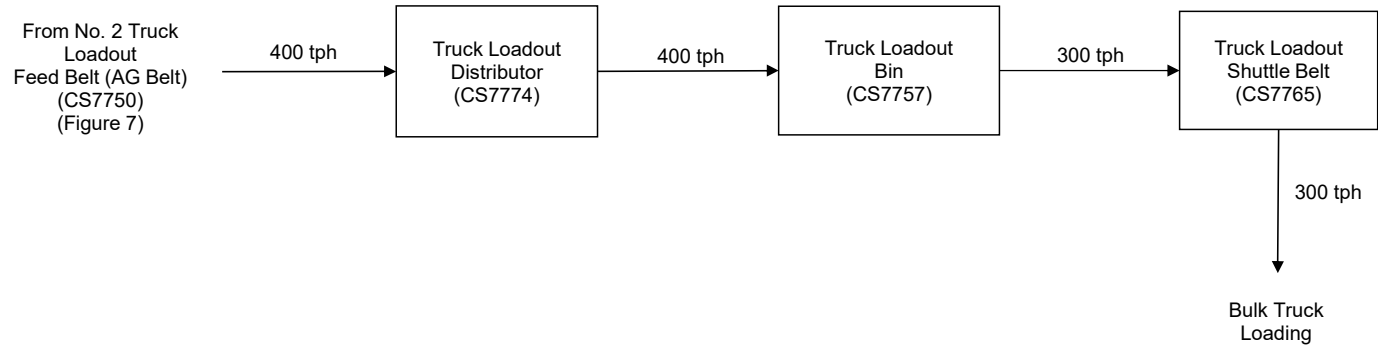 From No. 2 Truck
Loadout
Feed Belt (AG Belt)
(CS7750)
(Figure 7)
400 tph
Truck Loadout
Distributor
(CS7774)
400 tph
Truck Loadout
Bin
(CS7757)
300 tph
Truck Loadout
Shuttle Belt
(CS7765)
300 tph
Bulk Truck
Loading